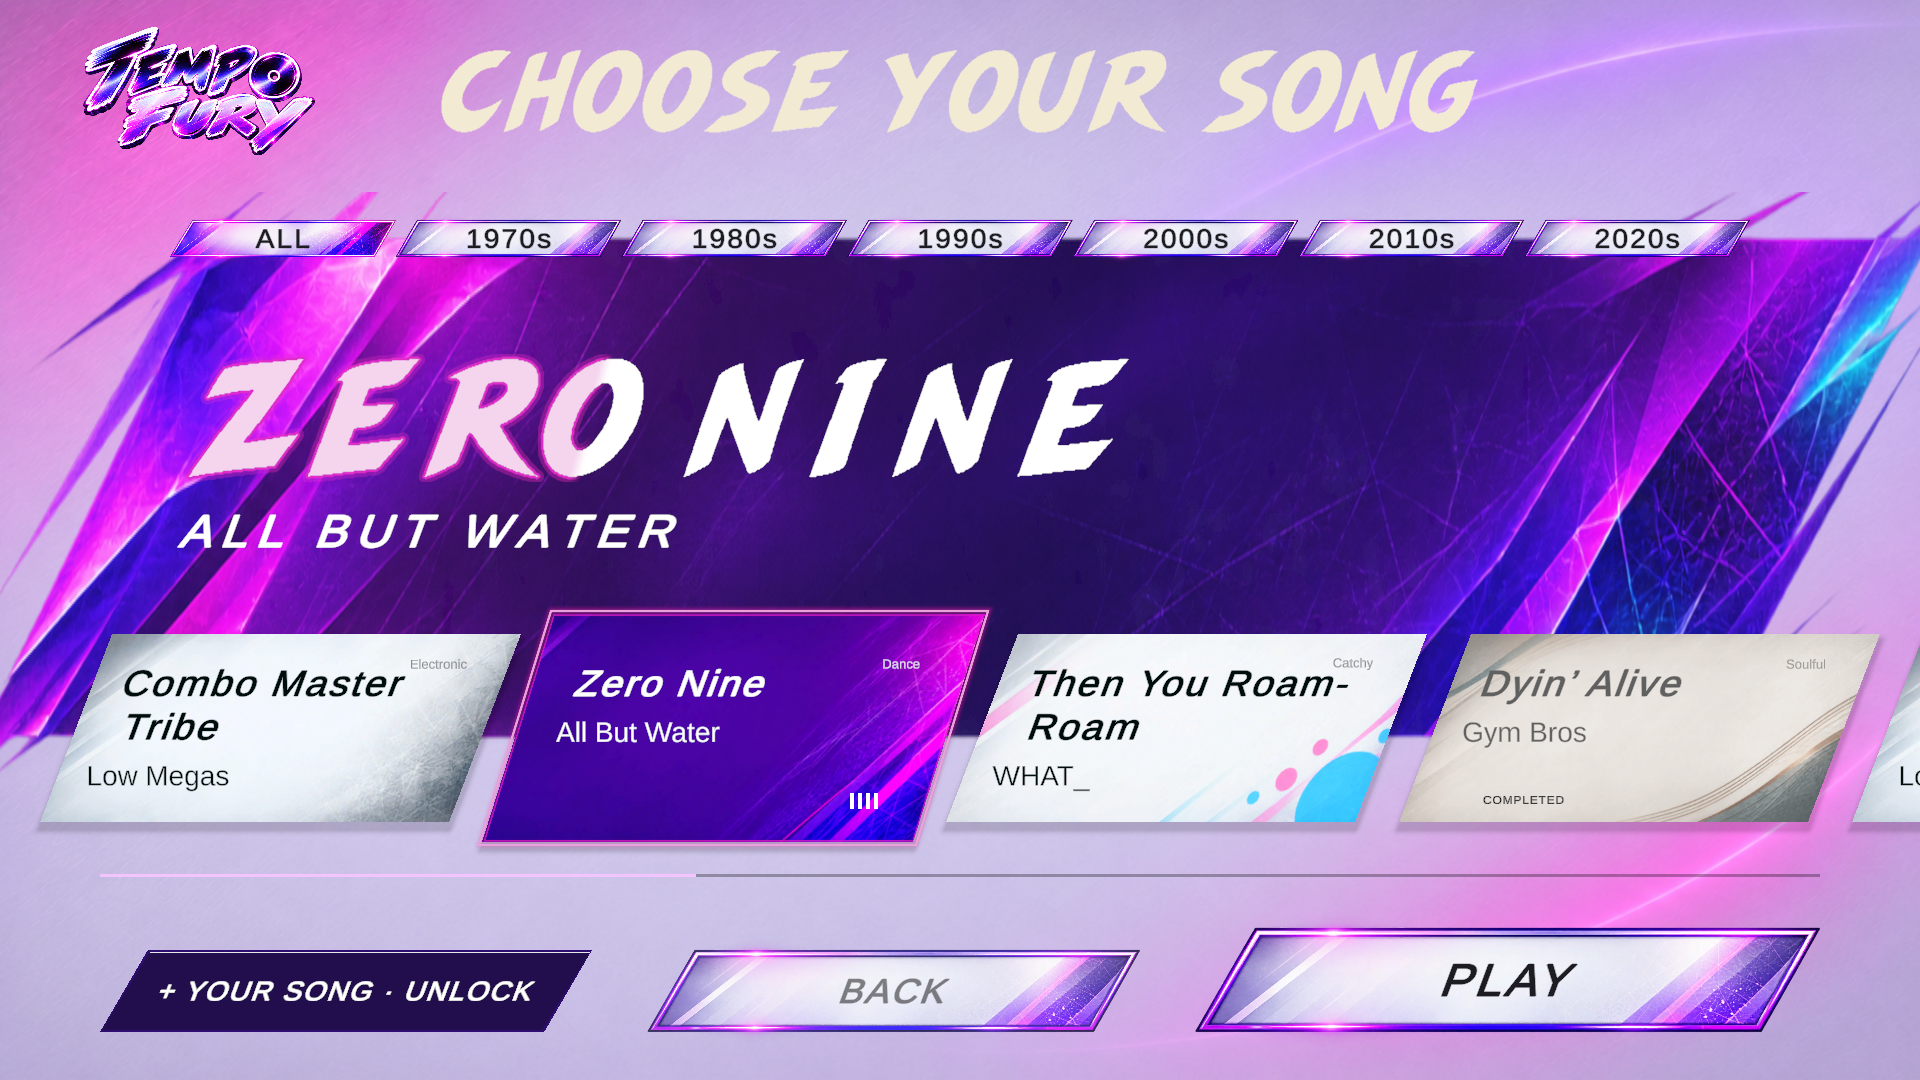 TEMPO
FURY
CHOOSE YOUR SONG
ALL
1970s
1980s
1990s
2000s
2010s
2020s
ZERO NINE
ALL BUT WATER
Combo Master
Tribe
Electronic
Low Megas
Zero Nine
Dance
All But Water
Then You Roam-
Roam
Catchy
WHAT_
Dyin’ Alive
Soulful
Gym Bros
COMPLETED
+ YOUR SONG · UNLOCK
BACK
PLAY